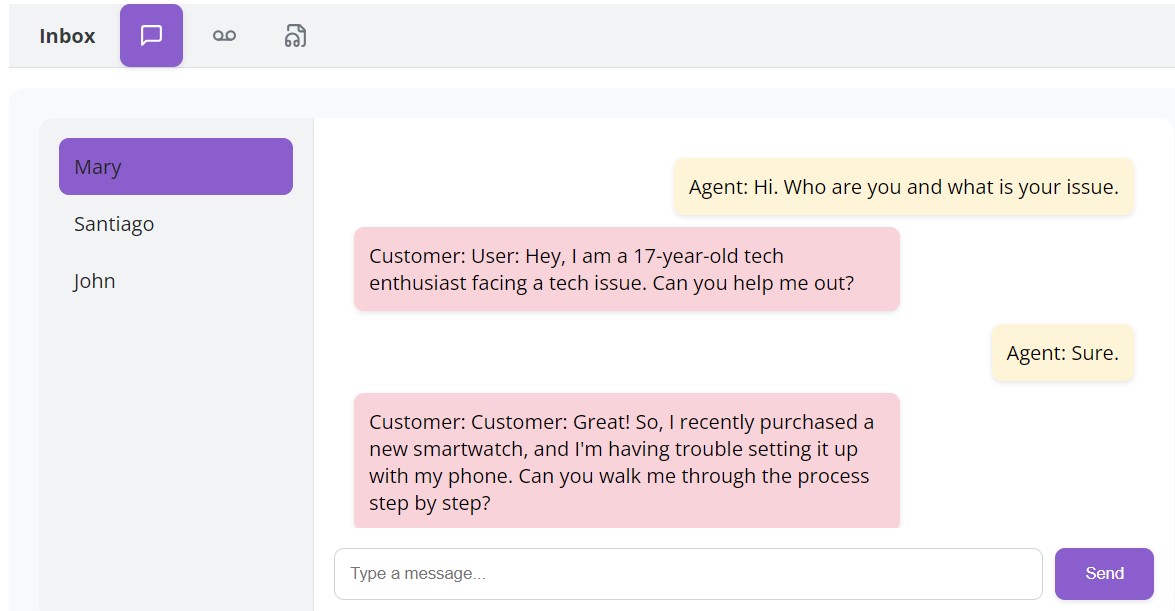 Inbox
Mary
Santiago
John
Agent: Hi. Who are you and what is your issue.
Customer: User: Hey, I am a 17-year-old tech
enthusiast facing a tech issue. Can you help me out?
Agent: Sure.
Customer: Customer: Great! So, I recently purchased a
new smartwatch, and I'm having trouble setting it up
with my phone. Can you walk me through the process
step by step?
Type a message...
Send